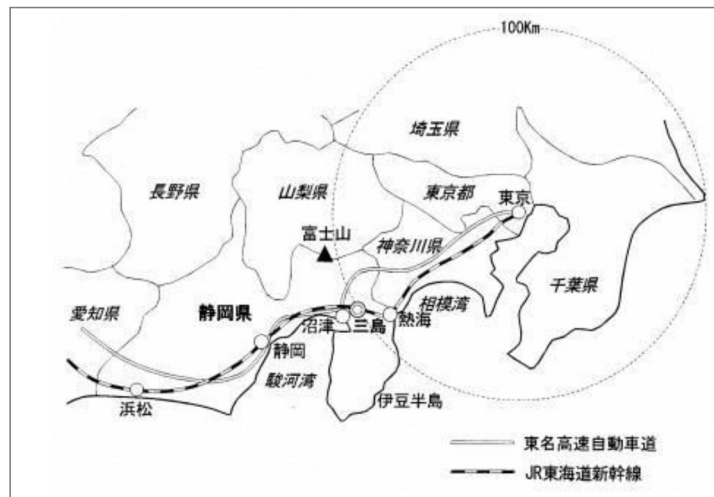 100Km
埼玉県
長野県
山梨県
東京都
東京
富士山
神奈川県
千葉県
愛知県
静岡県
沼津
三島
熱海
相模湾
静岡
駿河湾
浜松
伊豆半島
東名高速自動車道
JR東海道新幹線